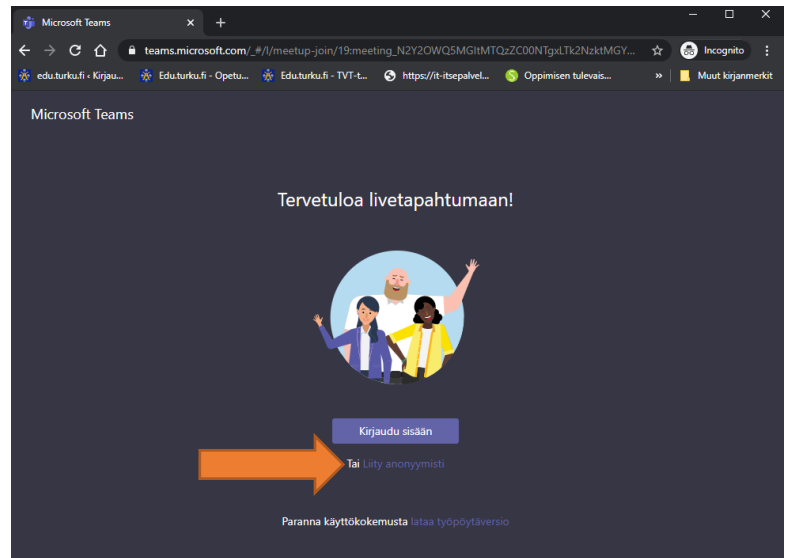 Microsoft Teams
teams.microsoft.com/_#/l/meetup-join/19:meeting_N2Y2OWQ5MGItMTQzZC00NTgxLTk2NzktMGY...
Incognito
edu.turku.fi ‹ Kirjau...
Edu.turku.fi - Opetu...
Edu.turku.fi - TVT-t...
https://it-itsepalvel...
Oppimisen tulevais...
»
Muut kirjanmerkit
Microsoft Teams
Tervetuloa livetapahtumaan!
Kirjaudu sisään
Tai Liity anonyymisti
Paranna käyttökokemusta lataa työpöytäversio